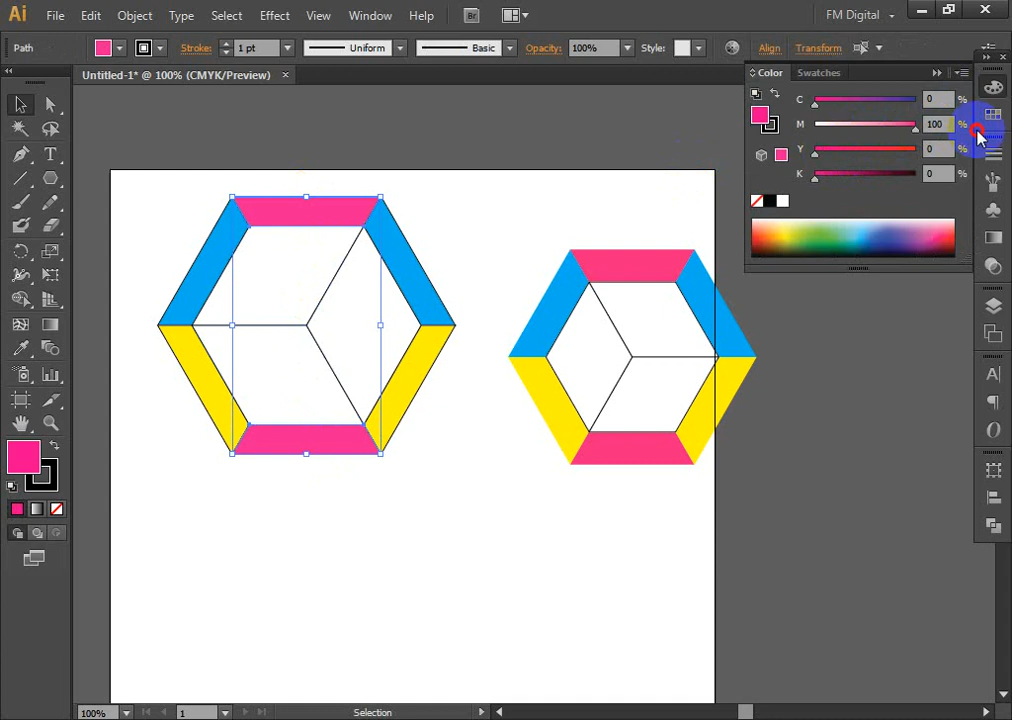 Ai File Edit Object Type Select Effect View Window Help Br FM Digital
Path Stroke: 1 pt Uniform Basic Opacity: 100% Style: Align Transform
Untitled-1* @ 100% (CMYK/Preview)
Color Swatches
C 0 %
M 100 %
Y 0 %
K 0 %
T
A
100% 1 Selection